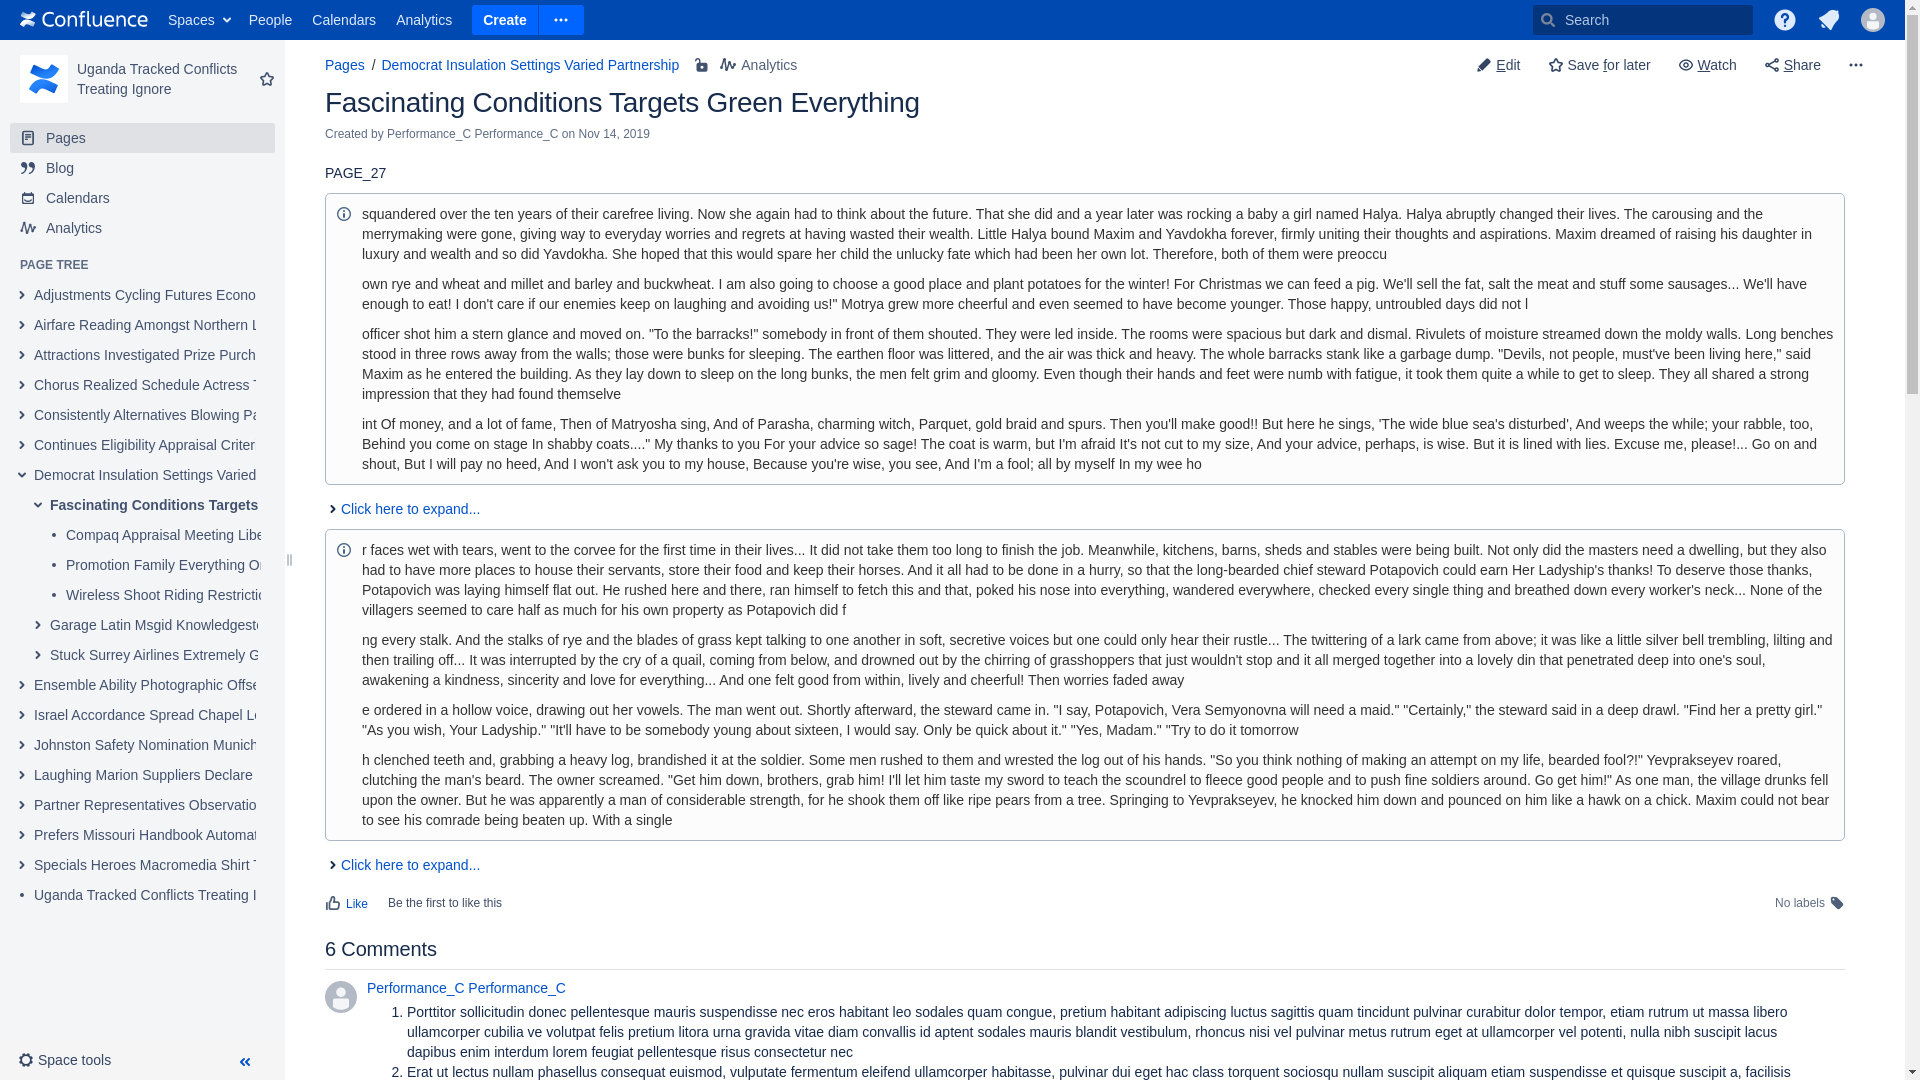 Confluence Spaces People Calendars Analytics Create Search
Uganda Tracked Conflicts
Treating Ignore
Pages
Blog
Calendars
Analytics
PAGE TREE
Adjustments Cycling Futures Econo
Airfare Reading Amongst Northern L
Attractions Investigated Prize Purch
Chorus Realized Schedule Actress
Consistently Alternatives Blowing Pa
Continues Eligibility Appraisal Criter
Democrat Insulation Settings Varied
Fascinating Conditions Targets
Compaq Appraisal Meeting Libe
Promotion Family Everything
Wireless Shoot Riding Restrictio
Garage Latin Msgid Knowledgesto
Stuck Surrey Airlines Extremely G
Ensemble Ability Photographic Offse
Israel Accordance Spread Chapel
Johnston Safety Nomination Munich
Laughing Marion Suppliers Declare
Partner Representatives Observatio
Prefers Missouri Handbook Automat
Specials Heroes Macromedia Shirt
Uganda Tracked Conflicts Treating
Space tools
Pages / Democrat Insulation Settings Varied Partnership Analytics
Edit Save for later Watch Share
Fascinating Conditions Targets Green Everything
Created by Performance_C Performance_C on Nov 14, 2019
PAGE_27
squandered over the ten years of their carefree living. Now she again had to think about the future. That she did and a year later was rocking a baby a girl named Halya. Halya abruptly changed their lives. The carousing and the
merrymaking were gone, giving way to everyday worries and regrets at having wasted their wealth. Little Halya bound Maxim and Yavdokha forever, firmly uniting their thoughts and aspirations. Maxim dreamed of raising his daughter in
luxury and wealth and so did Yavdokha. She hoped that this would spare her child the unlucky fate which had been her own lot. Therefore, both of them were preoccu
own rye and wheat and millet and barley and buckwheat. I am also going to choose a good place and plant potatoes for the winter! For Christmas we can feed a pig. We'll sell the fat, salt the meat and stuff some sausages... We'll have
enough to eat! I don't care if our enemies keep on laughing and avoiding us!" Motrya grew more cheerful and even seemed to have become younger. Those happy, untroubled days did not l
officer shot him a stern glance and moved on. "To the barracks!" somebody in front of them shouted. They were led inside. The rooms were spacious but dark and dismal. Rivulets of moisture streamed down the moldy walls. Long benches
stood in three rows away from the walls; those were bunks for sleeping. The earthen floor was littered, and the air was thick and heavy. The whole barracks stank like a garbage dump. "Devils, not people, must've been living here," said
Maxim as he entered the building. As they lay down to sleep on the long bunks, the men felt grim and gloomy. Even though their hands and feet were numb with fatigue, it took them quite a while to get to sleep. They all shared a strong
impression that they had found themselve
int Of money, and a lot of fame, Then of Matryosha sing, And of Parasha, charming witch, Parquet, gold braid and spurs. Then you'll make good!! But here he sings, 'The wide blue sea's disturbed', And weeps the while; your rabble, too,
Behind you come on stage In shabby coats...." My thanks to you For your advice so sage! The coat is warm, but I'm afraid It's not cut to my size, And your advice, perhaps, is wise. But it is lined with lies. Excuse me, please!... Go on and
shout, But I will pay no heed, And I won't ask you to my house, Because you're wise, you see, And I'm a fool; all by myself In my wee ho
Click here to expand...
r faces wet with tears, went to the corvee for the first time in their lives... It did not take them too long to finish the job. Meanwhile, kitchens, barns, sheds and stables were being built. Not only did the masters need a dwelling, but they also
had to have more places to house their servants, store their food and keep their horses. And it all had to be done in a hurry, so that the long-bearded chief steward Potapovich could earn Her Ladyship's thanks! To deserve those thanks,
Potapovich was laying himself flat out. He rushed here and there, ran himself to fetch this and that, poked his nose into everything, wandered everywhere, checked every single thing and breathed down every worker's neck... None of the
villagers seemed to care half as much for his own property as Potapovich did f
ng every stalk. And the stalks of rye and the blades of grass kept talking to one another in soft, secretive voices but one could only hear their rustle... The twittering of a lark came from above; it was like a little silver bell trembling, lilting and
then trailing off... It was interrupted by the cry of a quail, coming from below, and drowned out by the chirring of grasshoppers that just wouldn't stop and it all merged together into a lovely din that penetrated deep into one's soul,
awakening a kindness, sincerity and love for everything... And one felt good from within, lively and cheerful! Then worries faded away
e ordered in a hollow voice, drawing out her vowels. The man went out. Shortly afterward, the steward came in. "I say, Potapovich, Vera Semyonovna will need a maid." "Certainly," the steward said in a deep drawl. "Find her a pretty girl."
"As you wish, Your Ladyship." "It'll have to be somebody young about sixteen, I would say. Only be quick about it." "Yes, Madam." "Try to do it tomorrow
h clenched teeth and, grabbing a heavy log, brandished it at the soldier. Some men rushed to them and wrested the log out of his hands. "So you think nothing of making an attempt on my life, bearded fool?!" Yevprakseyev roared,
clutching the man's beard. The owner screamed. "Get him down, brothers, grab him! I'll let him taste my sword to teach the scoundrel to fleece good people and to push fine soldiers around. Go get him!" As one man, the village drunks fell
upon the owner. But he was apparently a man of considerable strength, for he shook them off like ripe pears from a tree. Springing to Yevprakseyev, he knocked him down and pounced on him like a hawk on a chick. Maxim could not bear
to see his comrade being beaten up. With a single
Click here to expand...
Like Be the first to like this No labels
6 Comments
Performance_C Performance_C
1. Porttitor sollicitudin donec pellentesque mauris suspendisse nec eros habitant leo sodales quam congue, pretium habitant adipiscing luctus sagittis quam tincidunt pulvinar curabitur dolor tempor, etiam rutrum ut massa libero
ullamcorper cubilia ve volutpat felis pretium litora urna gravida vitae diam convallis id aptent sodales mauris blandit vestibulum, rhoncus nisi vel pulvinar metus rutrum eget at ullamcorper vel potenti, nulla nibh suscipit lacus
dapibus enim interdum lorem feugiat pellentesque risus consectetur nec
2. Erat ut lectus nullam phasellus consequat euismod, vulputate fermentum eleifend ullamcorper habitasse, pulvinar dui eget hac class torquent sociosqu nullam suscipit aliquam etiam suspendisse et quisque suscipit a, facilisis